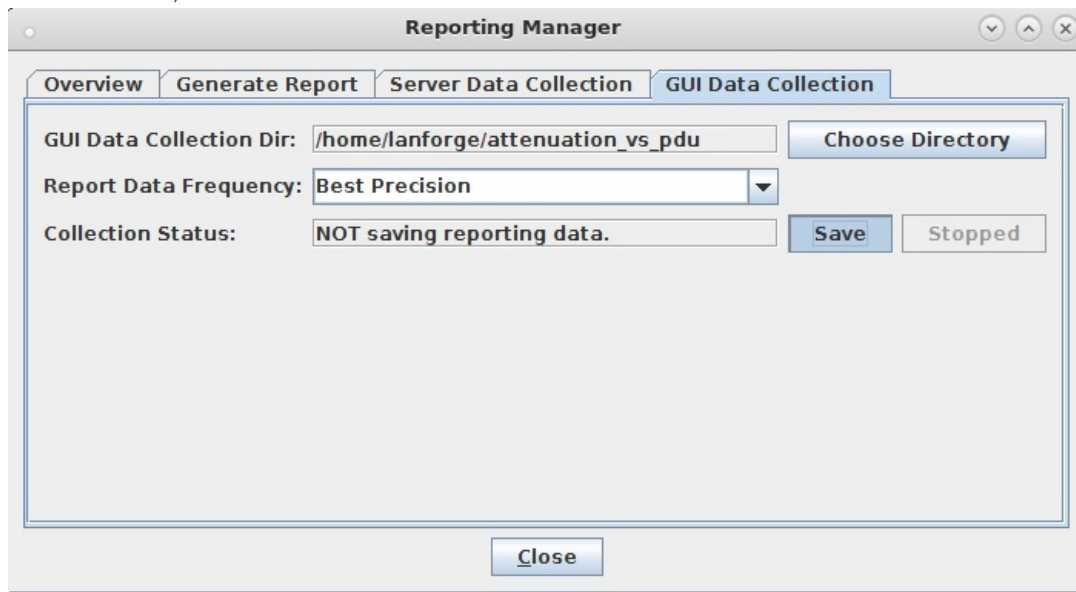 Reporting Manager
Overview Generate Report Server Data Collection GUI Data Collection
GUI Data Collection Dir: /home/lanforge/attenuation_vs_pdu Choose Directory
Report Data Frequency: Best Precision
Collection Status: NOT saving reporting data. Save Stopped
Close